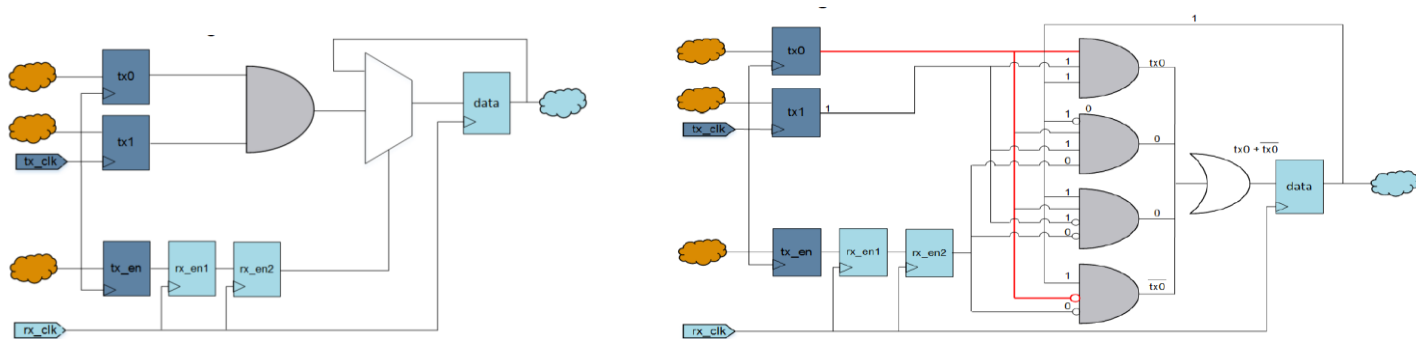 tx0
tx1
tx_clk
data
tx_en
rx_en1
rx_en2
rx_clk
1
tx0
1
1
tx0
tx1
1
tx_clk
1
0
1
0
0
tx0 + tx0
data
1
1
0
0
tx_en
rx_en1
rx_en2
1
0
tx0
rx_clk